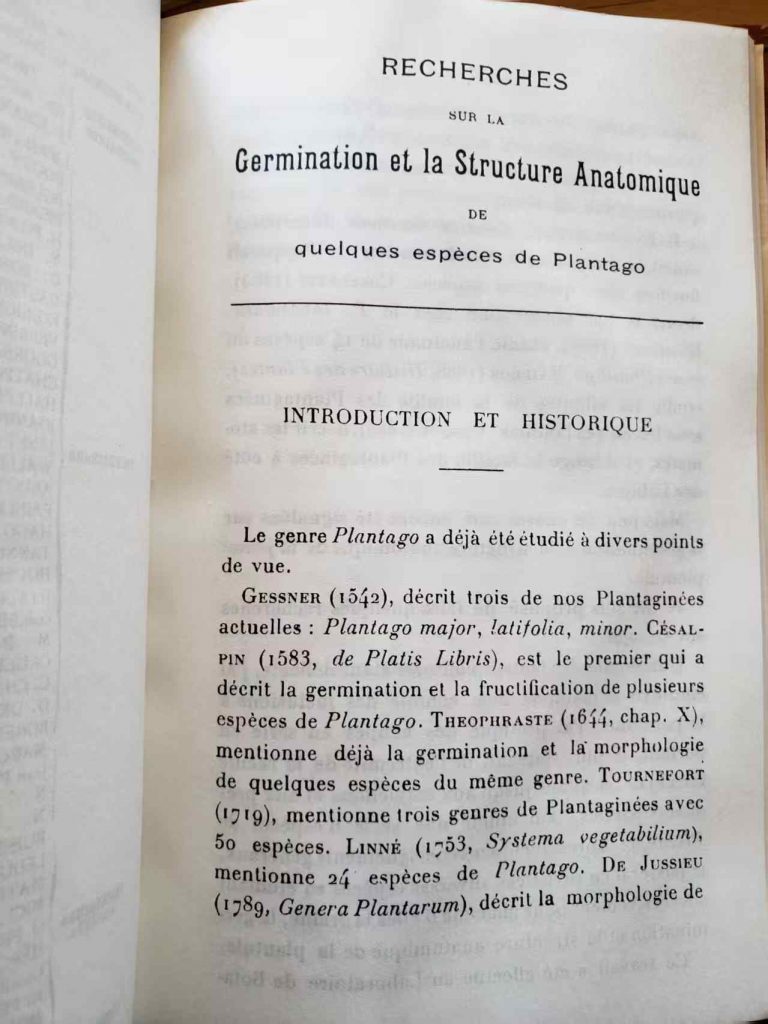 RECHERCHES
SUR LA
Germination et la Structure Anatomique
DE
quelques espèces de Plantago
INTRODUCTION ET HISTORIQUE
Le genre Plantago a déjà été étudié à divers points
de vue.
GESSNER (1542), décrit trois de nos Plantaginées
actuelles : Plantago major, latifolia, minor. CÉSAL-
PIN (1583, de Platis Libris), est le premier qui a
décrit la germination et la fructification de plusieurs
espèces de Plantago. THEOPHRASTE (1644, chap. X),
mentionne déjà la germination et la morphologie
de quelques espèces du même genre. TOURNEFORT
(1719), mentionne trois genres de Plantaginées avec
50 espèces. LINNÉ (1753, Systema vegetabilium),
mentionne 24 espèces de Plantago. DE JUSSIEU
(1789, Genera Plantarum), décrit la morphologie de